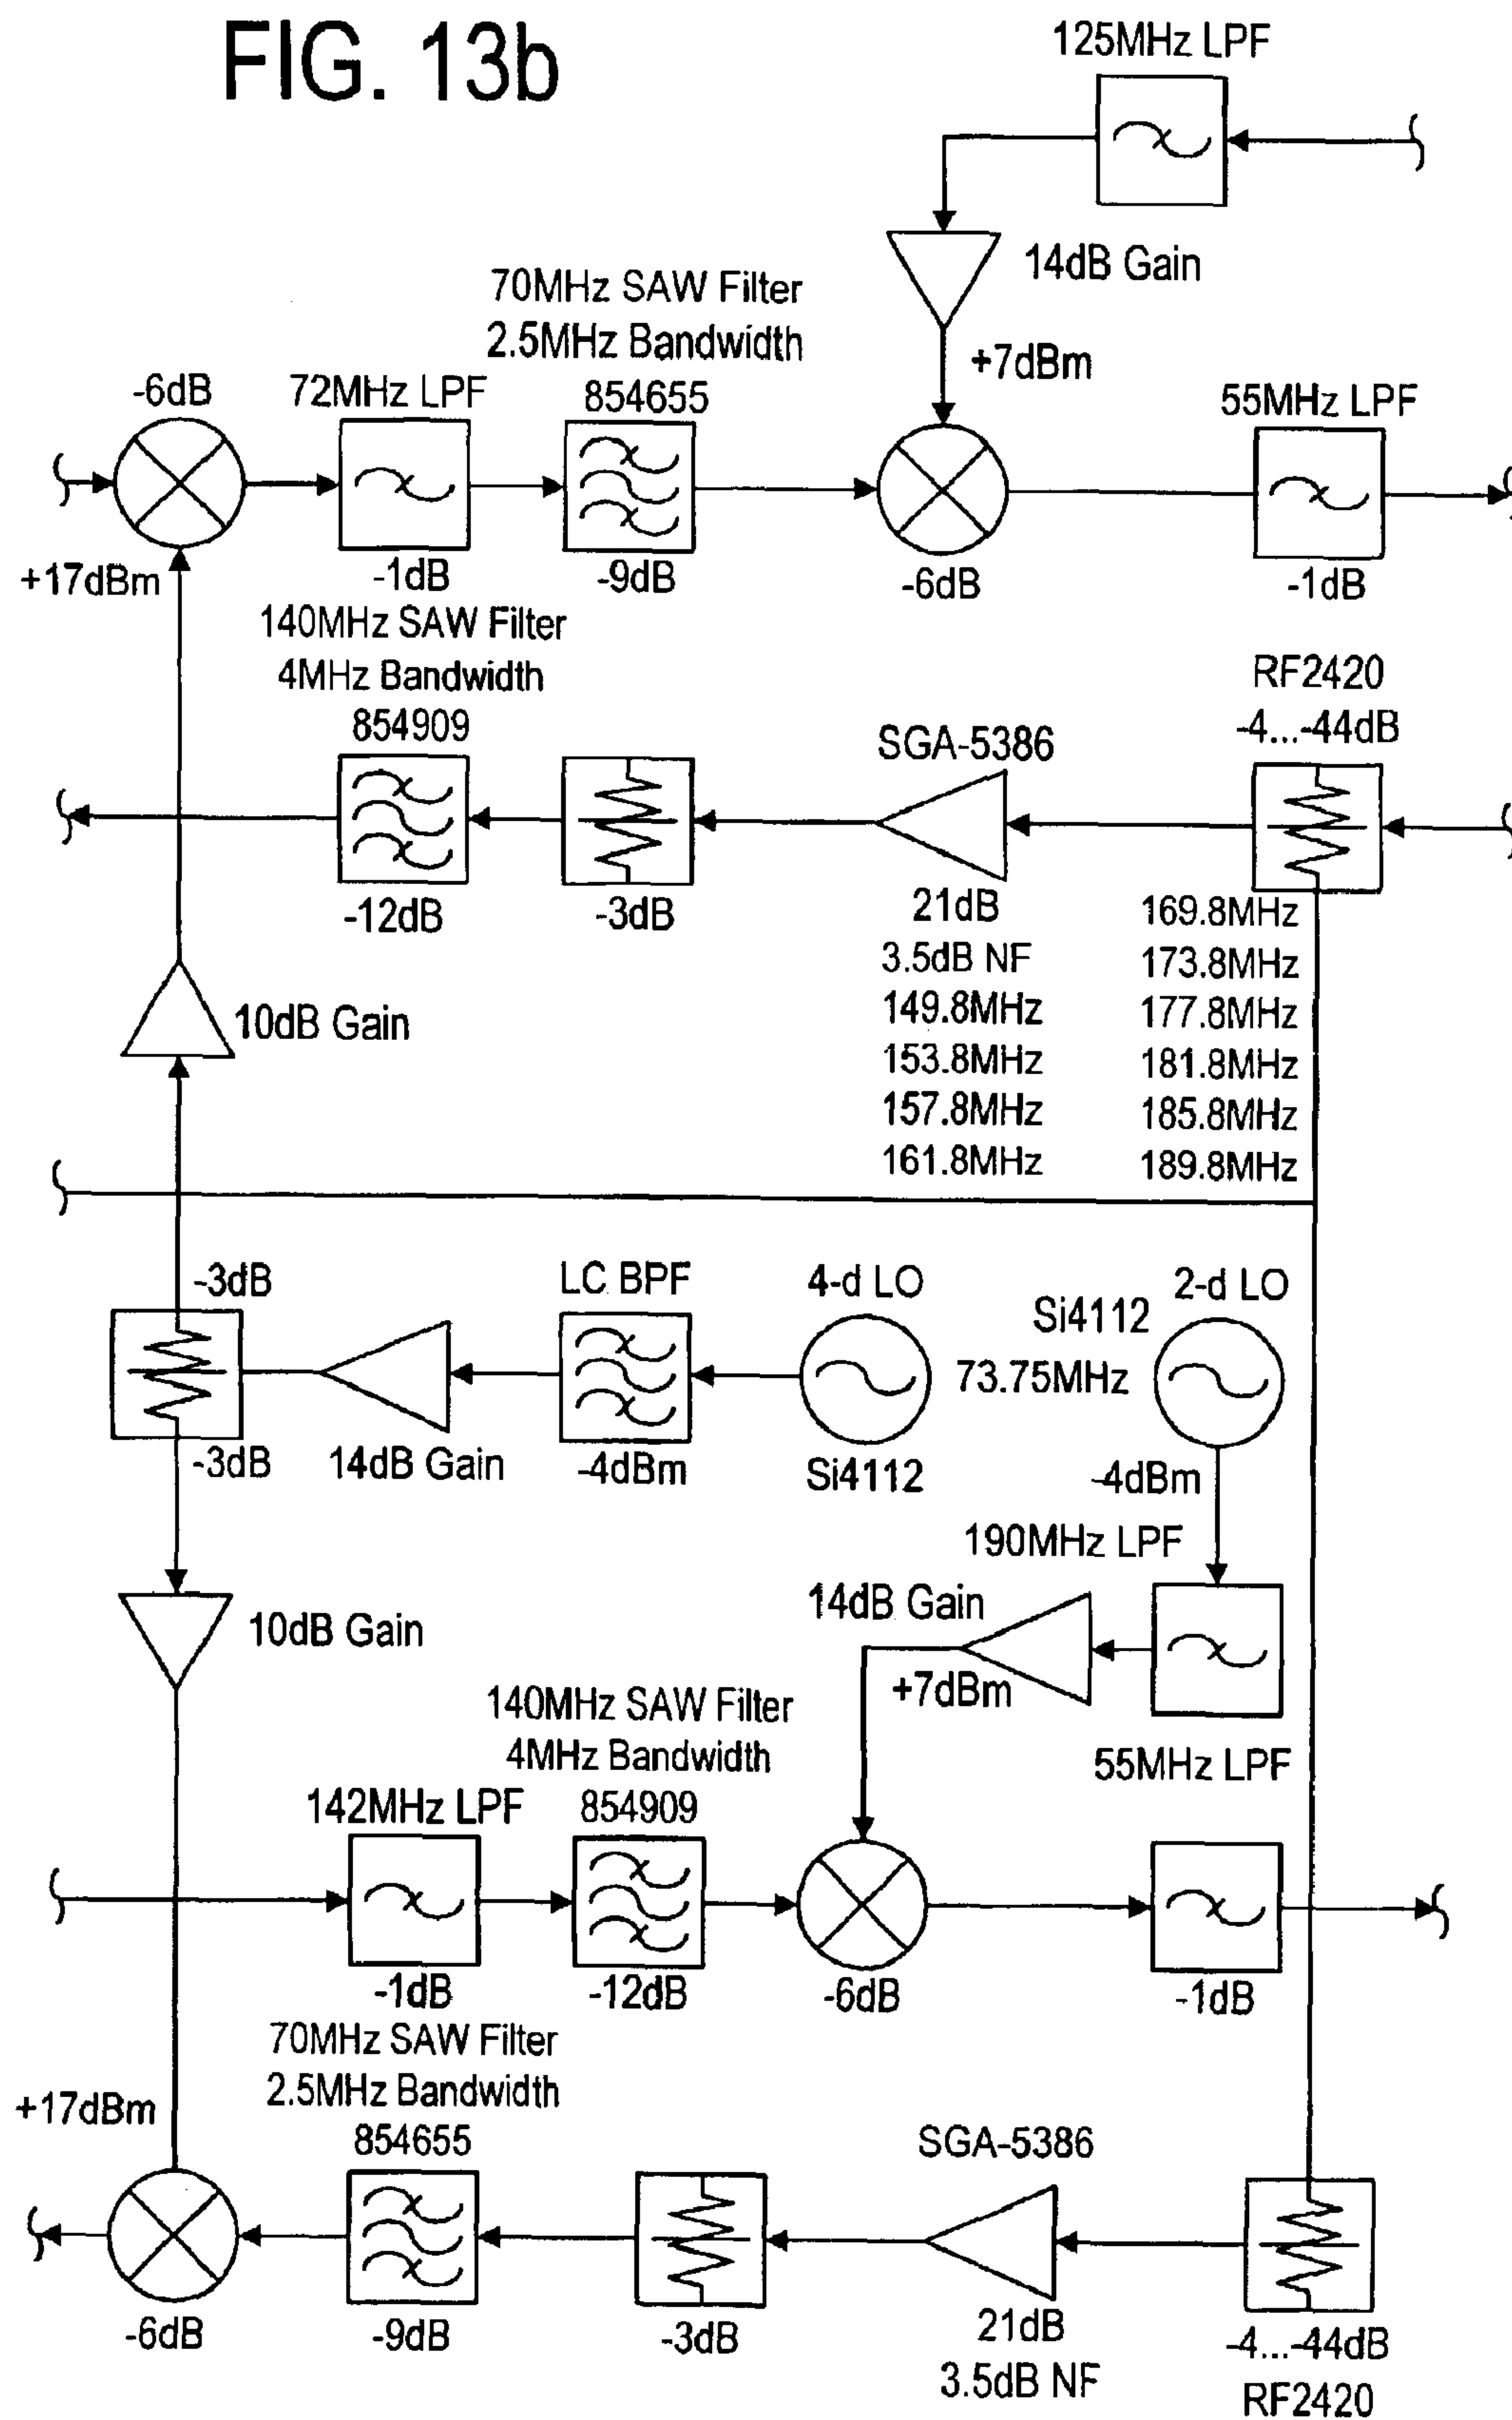 FIG. 13b
125MHz LPF
14dB Gain
+7dBm
70MHz SAW Filter
2.5MHz Bandwidth
854655
-6dB
72MHz LPF
55MHz LPF
+17dBm
-1dB
-9dB
-6dB
-1dB
140MHz SAW Filter
4MHz Bandwidth
854909
RF2420
-4...-44dB
SGA-5386
-12dB
-3dB
21dB
3.5dB NF
149.8MHz
153.8MHz
157.8MHz
161.8MHz
169.8MHz
173.8MHz
177.8MHz
181.8MHz
185.8MHz
189.8MHz
10dB Gain
-3dB
LC BPF
4-d LO
2-d LO
Si4112
73.75MHz
-3dB
14dB Gain
-4dBm
Si4112
-4dBm
190MHz LPF
14dB Gain
+7dBm
10dB Gain
140MHz SAW Filter
4MHz Bandwidth
854909
142MHz LPF
55MHz LPF
-1dB
-12dB
-6dB
-1dB
70MHz SAW Filter
2.5MHz Bandwidth
854655
+17dBm
SGA-5386
-6dB
-9dB
-3dB
21dB
3.5dB NF
-4...-44dB
RF2420